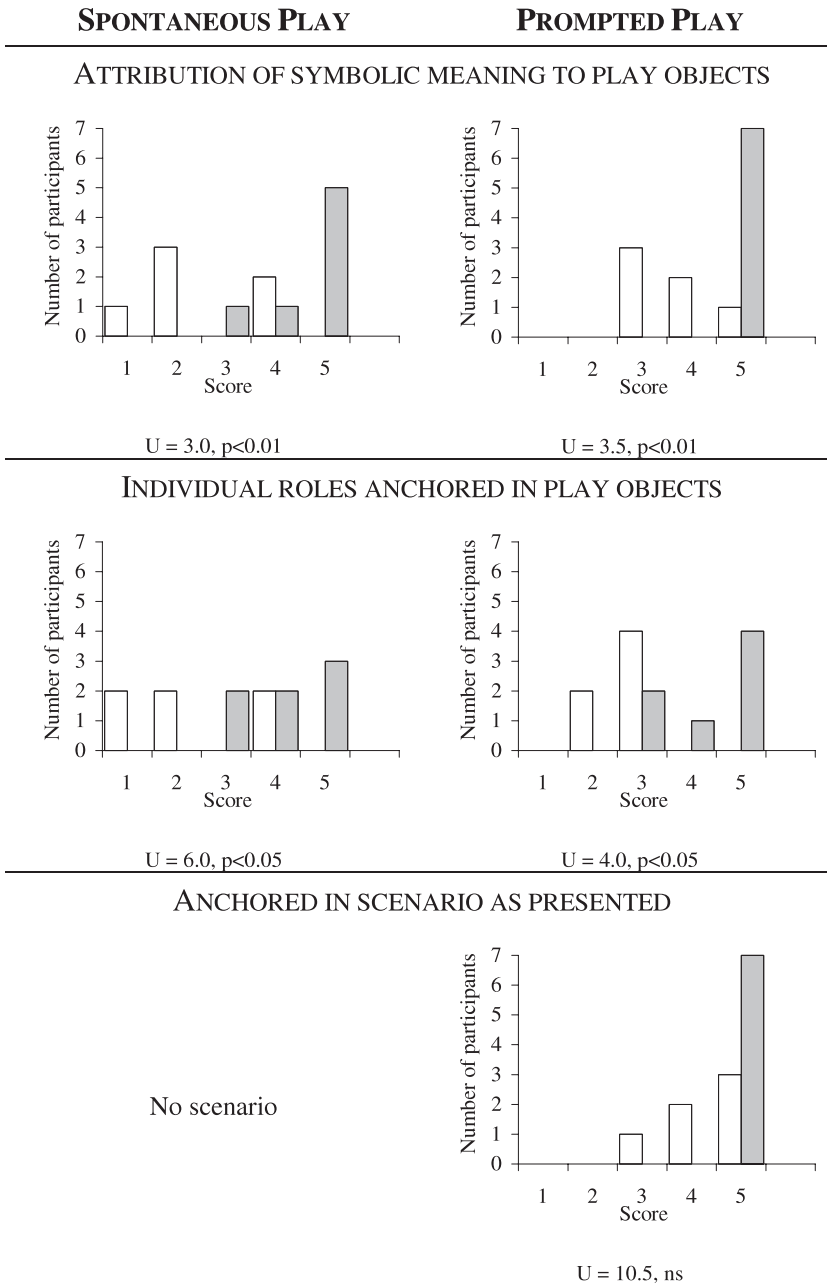 SPONTANEOUS PLAY PROMPTED PLAY
ATTRIBUTION OF SYMBOLIC MEANING TO PLAY OBJECTS
Number of participants
7
6
5
4
3
2
1
0
1 2 3 4 5
Score
U = 3.0, p<0.01
Number of participants
7
6
5
4
3
2
1
0
1 2 3 4 5
Score
U = 3.5, p<0.01
INDIVIDUAL ROLES ANCHORED IN PLAY OBJECTS
Number of participants
7
6
5
4
3
2
1
0
1 2 3 4 5
Score
U = 6.0, p<0.05
Number of participants
7
6
5
4
3
2
1
0
1 2 3 4 5
Score
U = 4.0, p<0.05
ANCHORED IN SCENARIO AS PRESENTED
No scenario
Number of participants
7
6
5
4
3
2
1
0
1 2 3 4 5
Score
U = 10.5, ns